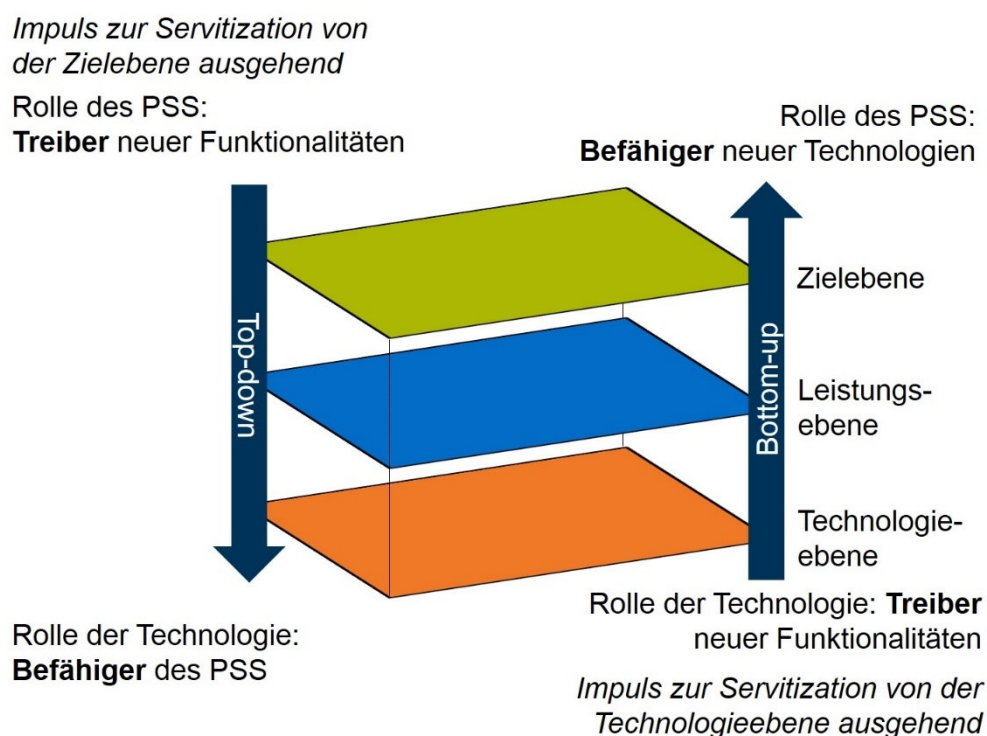 Impuls zur Servitization von
der Zielebene ausgehend
Rolle des PSS:
Treiber neuer Funktionalitäten
Rolle des PSS:
Befähiger neuer Technologien
Top-down
Bottom-up
Zielebene
Leistungs-
ebene
Technologie-
ebene
Rolle der Technologie:
Befähiger des PSS
Rolle der Technologie: Treiber
neuer Funktionalitäten
Impuls zur Servitization von der
Technologieebene ausgehend